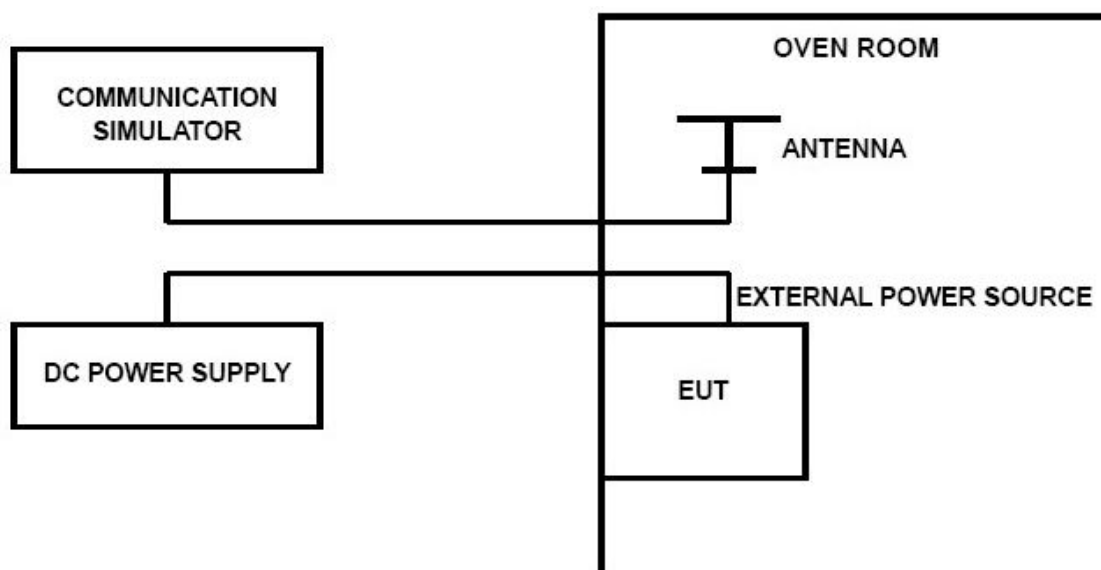 OVEN ROOM
COMMUNICATION
SIMULATOR
ANTENNA
EXTERNAL POWER SOURCE
DC POWER SUPPLY
EUT